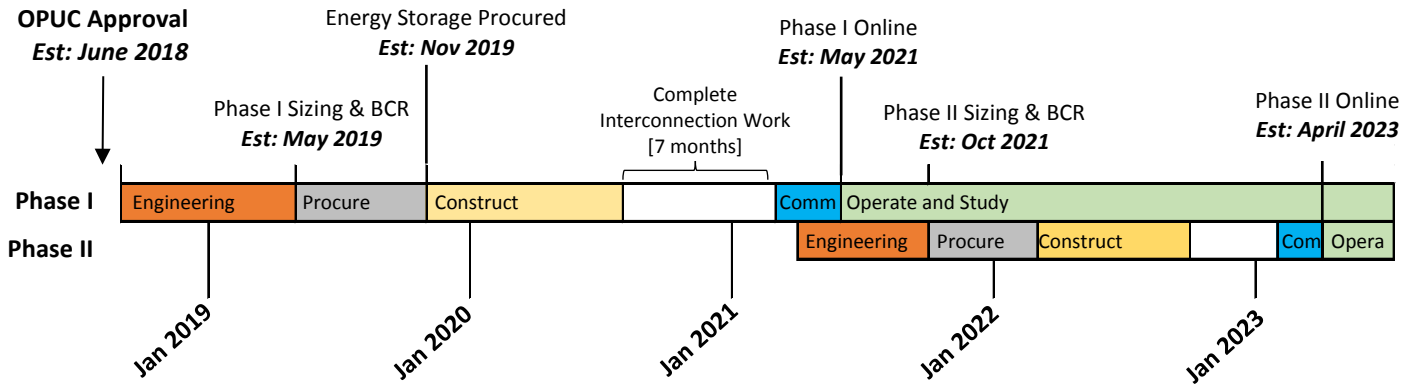 OPUC Approval
Est: June 2018
Energy Storage Procured
Est: Nov 2019
Phase I Online
Est: May 2021
Phase I Sizing & BCR
Est: May 2019
Complete
Interconnection Work
[7 months]
Phase II Sizing & BCR
Est: Oct 2021
Phase II Online
Est: April 2023
Phase I
Engineering
Procure
Construct
Comm
Operate and Study
Phase II
Engineering
Procure
Construct
Com
Opera
Jan 2019
Jan 2020
Jan 2021
Jan 2022
Jan 2023